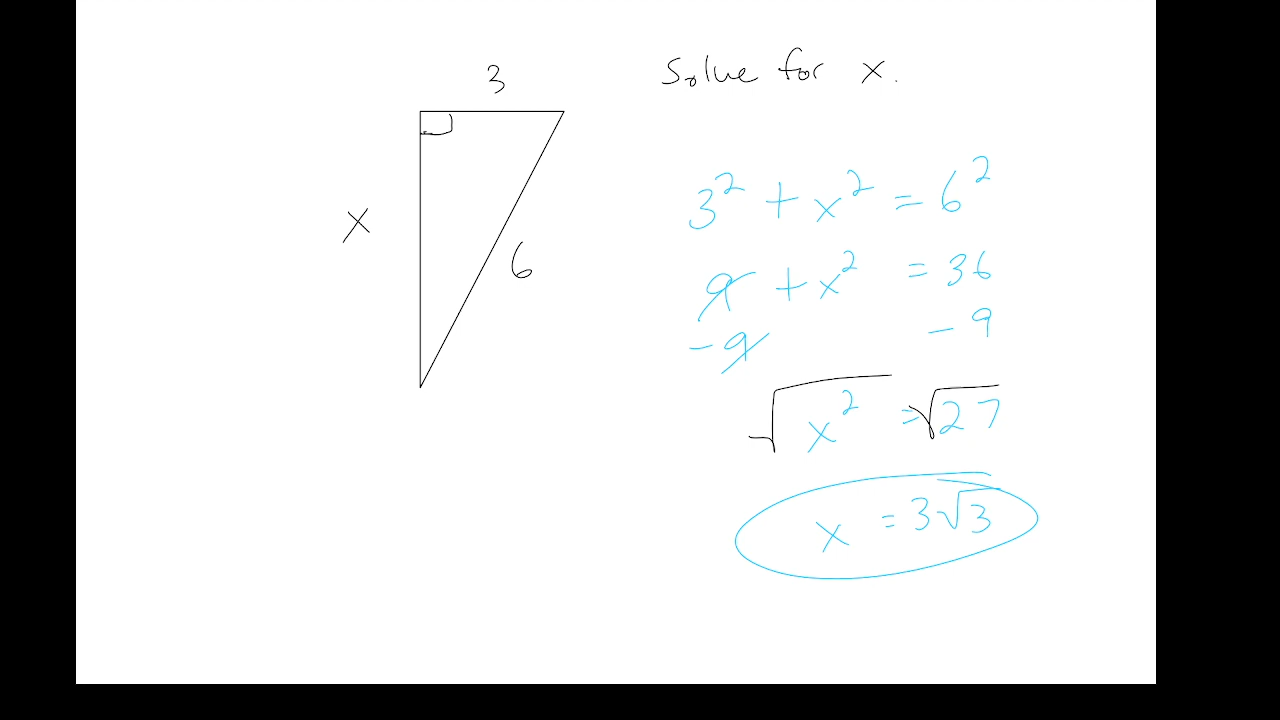 3
Solve for x.
x
6
3² + x² = 6²
9 + x² = 36
-9 -9
√x² = √27
x = 3√3